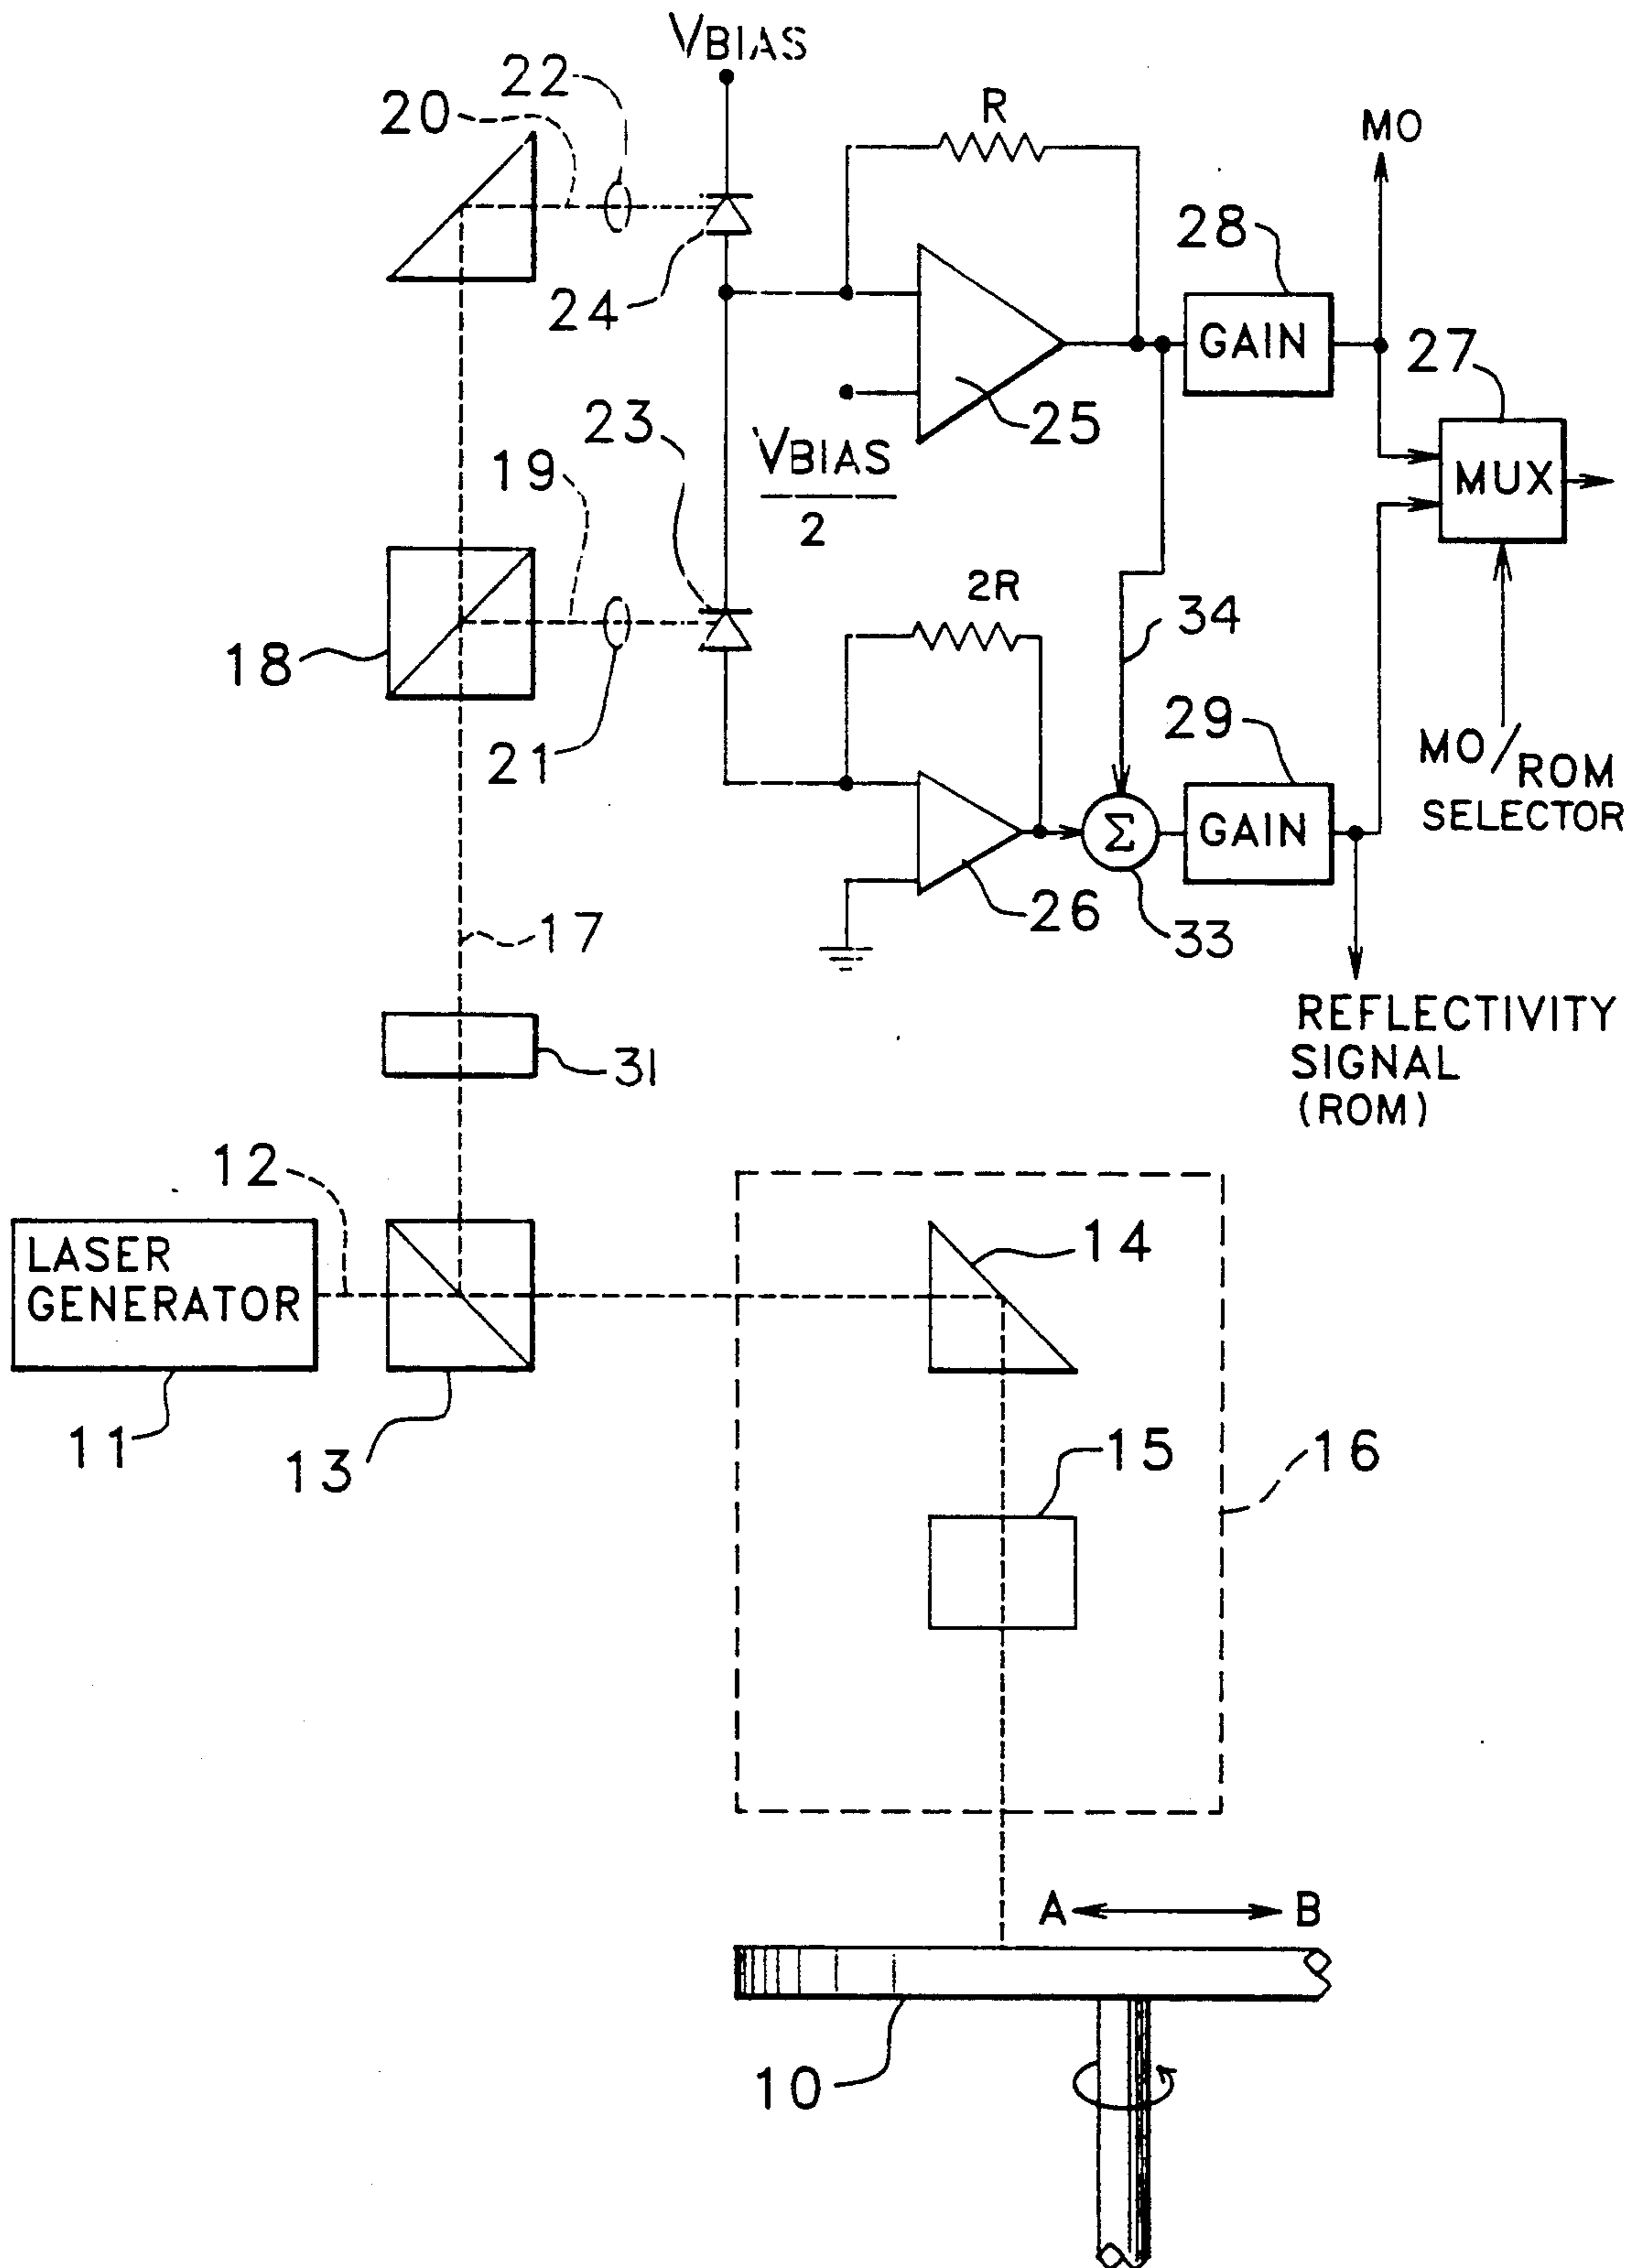 VBIAS
22
20
R
MO
24
28
GAIN
27
25
MUX
23
VBIAS
2
19
18
21
2R
34
29
MO/ROM
SELECTOR
Σ
GAIN
26
33
17
31
REFLECTIVITY
SIGNAL
(ROM)
12
LASER
GENERATOR
14
11
13
15
16
A
B
10